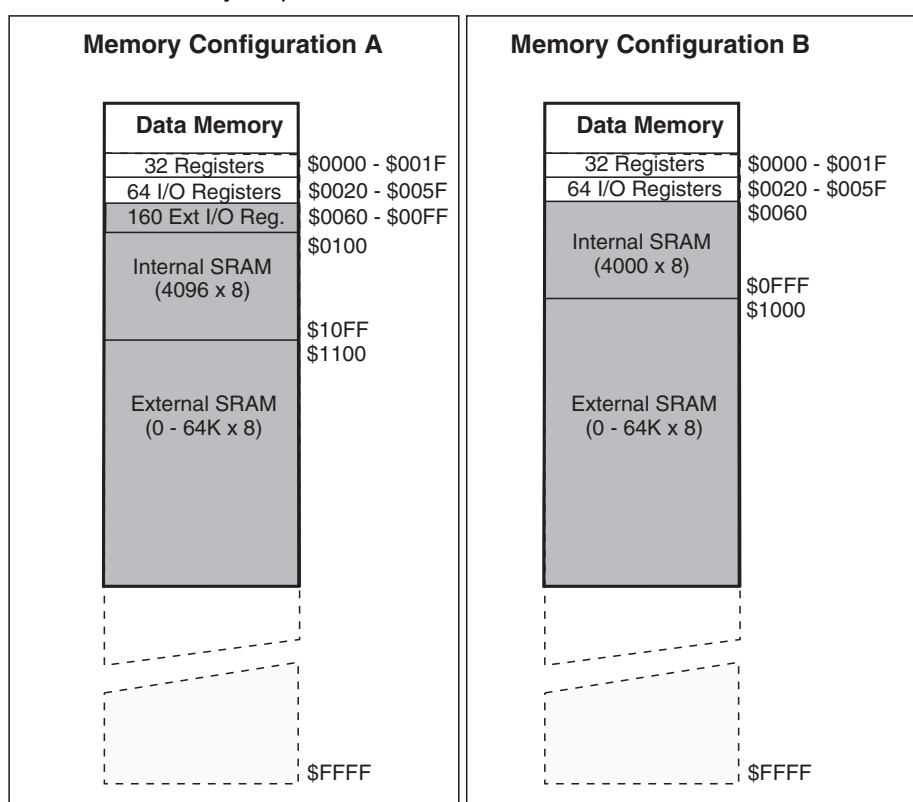 Memory Configuration A
Data Memory
32 Registers $0000 - $001F
64 I/O Registers $0020 - $005F
160 Ext I/O Reg. $0060 - $00FF
$0100
Internal SRAM
(4096 x 8)
$10FF
$1100
External SRAM
(0 - 64K x 8)
$FFFF
Memory Configuration B
Data Memory
32 Registers $0000 - $001F
64 I/O Registers $0020 - $005F
$0060
Internal SRAM
(4000 x 8)
$0FFF
$1000
External SRAM
(0 - 64K x 8)
$FFFF